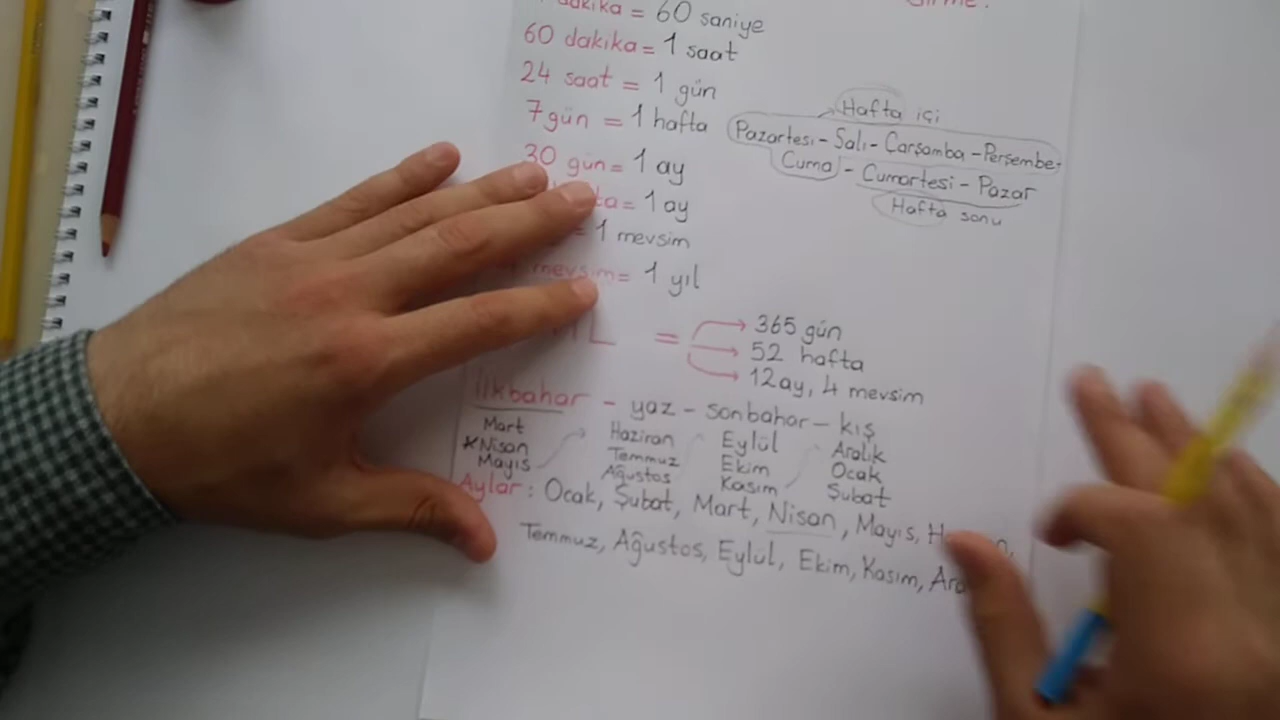 = 60 saniye
60 dakika = 1 saat
24 saat = 1 gün
7 gün = 1 hafta
Hafta içi
Pazartesi - Salı - Çarşamba - Perşembe -
Cuma - Cumartesi - Pazar
Hafta sonu
30 gün = 1 ay
= 1 ay
= 1 mevsim
mevsim = 1 yıl
= 365 gün
52 hafta
12 ay, 4 mevsim
İlkbahar - yaz - sonbahar - kış
Mart Haziran Eylül Aralık
*Nisan Temmuz Ekim Ocak
Mayıs Ağustos Kasım Şubat
Aylar : Ocak, Şubat, Mart, Nisan, Mayıs,
Temmuz, Ağustos, Eylül, Ekim, Kasım,